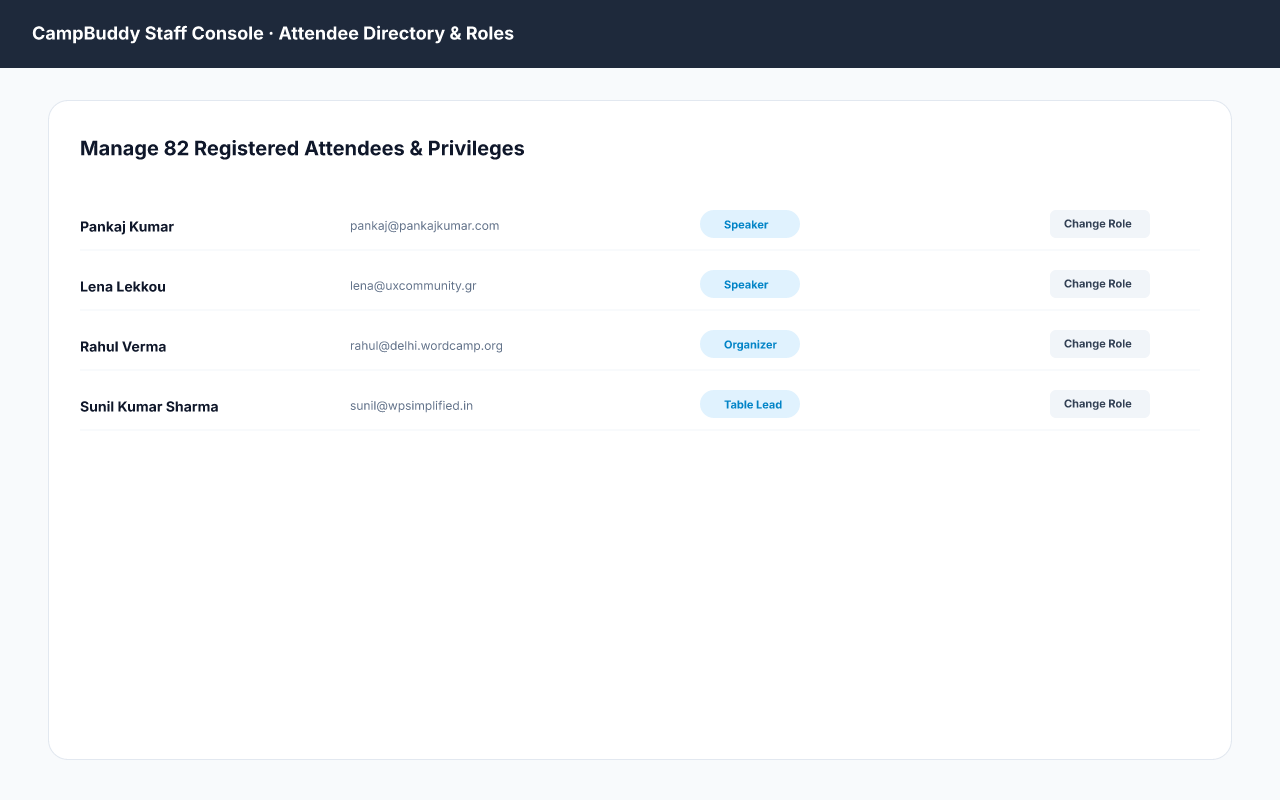 CampBuddy Staff Console · Attendee Directory & Roles
Manage 82 Registered Attendees & Privileges
Pankaj Kumar pankaj@pankajkumar.com Speaker Change Role
Lena Lekkou lena@uxcommunity.gr Speaker Change Role
Rahul Verma rahul@delhi.wordcamp.org Organizer Change Role
Sunil Kumar Sharma sunil@wpsimplified.in Table Lead Change Role